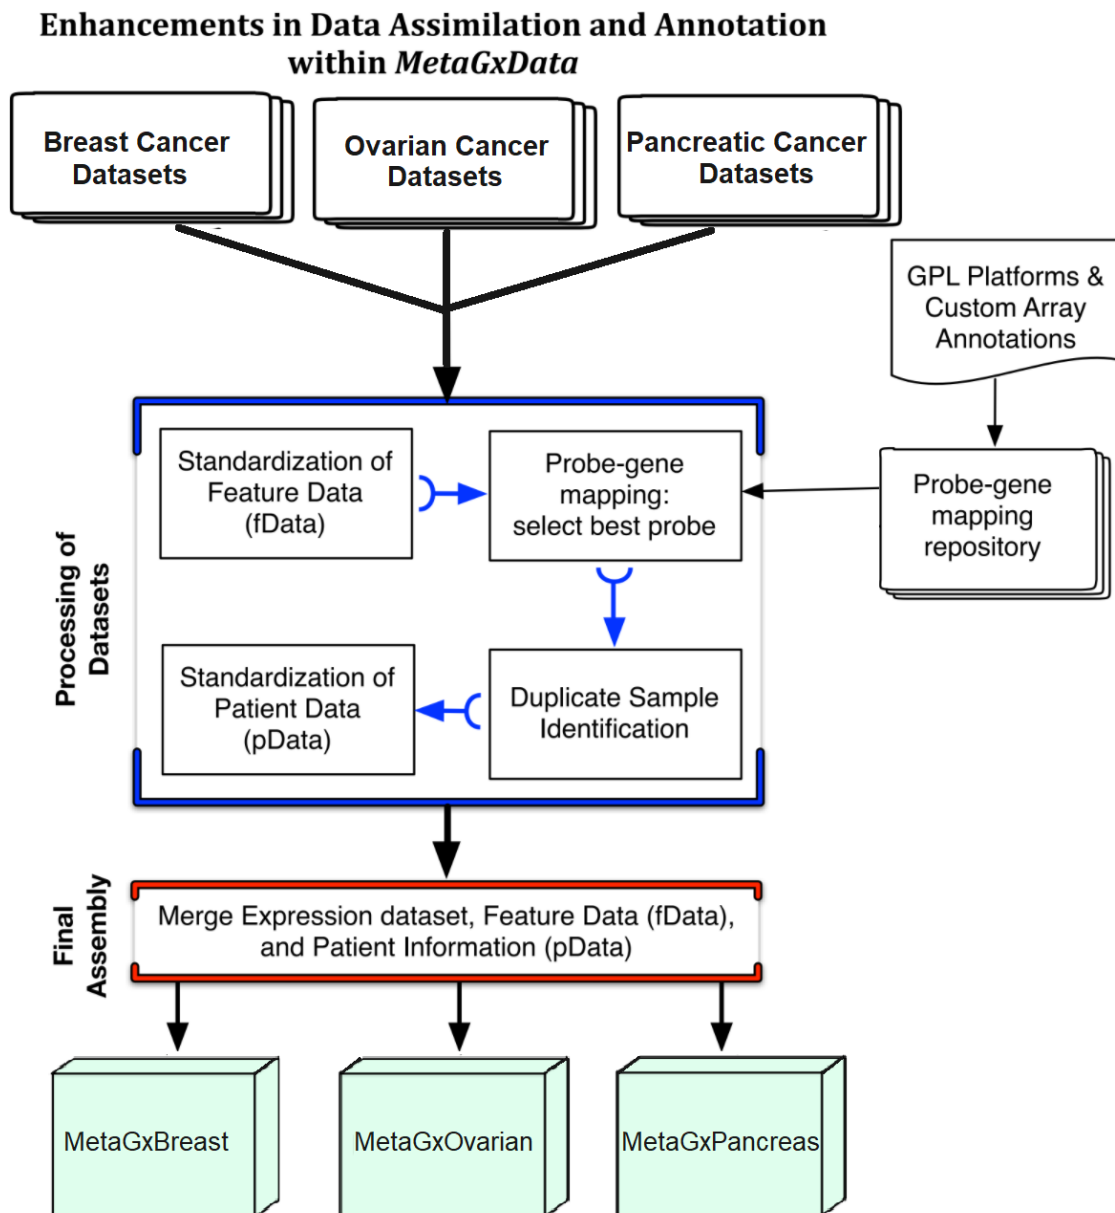 Enhancements in Data Assimilation and Annotation
within MetaGxData
Breast Cancer
Datasets
Ovarian Cancer
Datasets
Pancreatic Cancer
Datasets
GPL Platforms &
Custom Array
Annotations
Processing of
Datasets
Standardization of
Feature Data
(fData)
Probe-gene
mapping:
select best probe
Probe-gene
mapping
repository
Standardization of
Patient Data
(pData)
Duplicate Sample
Identification
Final
Assembly
Merge Expression dataset, Feature Data (fData),
and Patient Information (pData)
MetaGxBreast
MetaGxOvarian
MetaGxPancreas